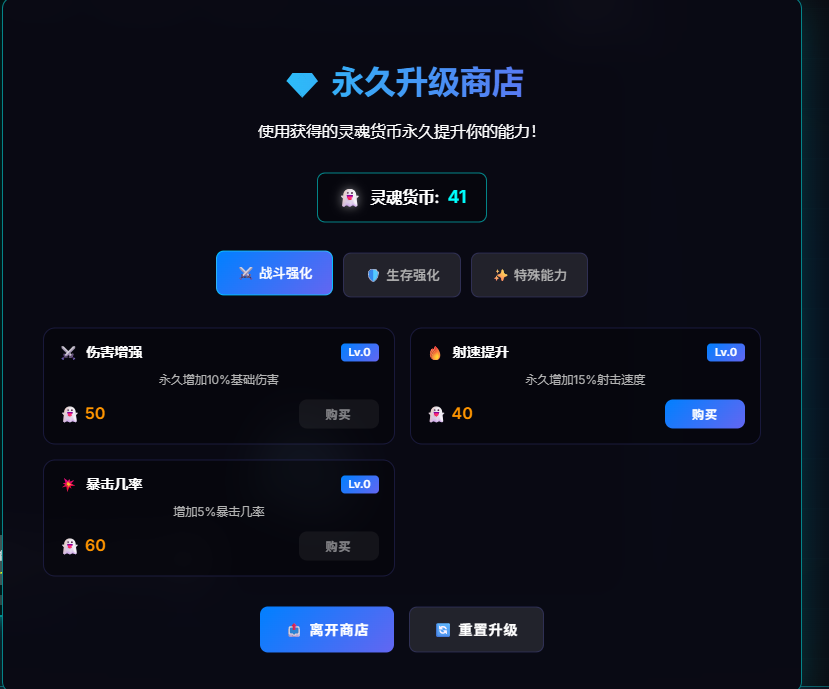 永久升级商店
使用获得的灵魂货币永久提升你的能力！
灵魂货币: 41
战斗强化 生存强化 特殊能力
伤害增强 Lv.0
永久增加10%基础伤害
50 购买
射速提升 Lv.0
永久增加15%射击速度
40 购买
暴击几率 Lv.0
增加5%暴击几率
60 购买
离开商店 重置升级